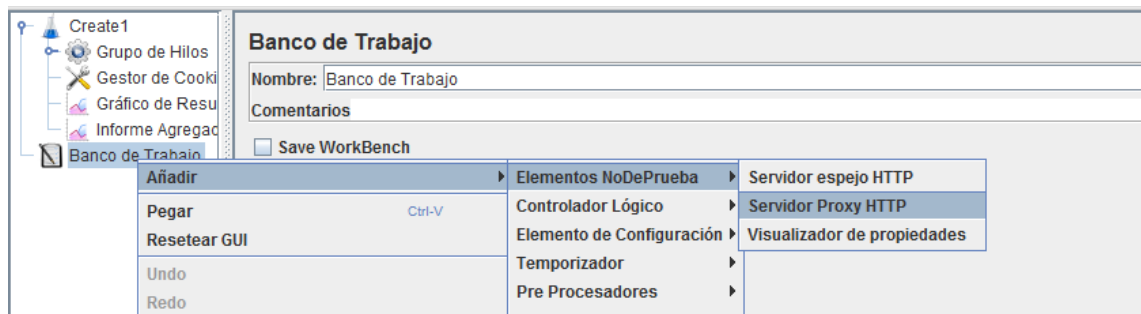 Create1
Grupo de Hilos
Gestor de Cooki
Gráfico de Resu
Informe Agregac
Banco de Trabajo
Banco de Trabajo
Nombre: Banco de Trabajo
Comentarios
Save WorkBench
Añadir
Pegar Ctrl-V
Resetear GUI
Undo
Redo
Elementos NoDePrueba
Controlador Lógico
Elemento de Configuración
Temporizador
Pre Procesadores
Servidor espejo HTTP
Servidor Proxy HTTP
Visualizador de propiedades